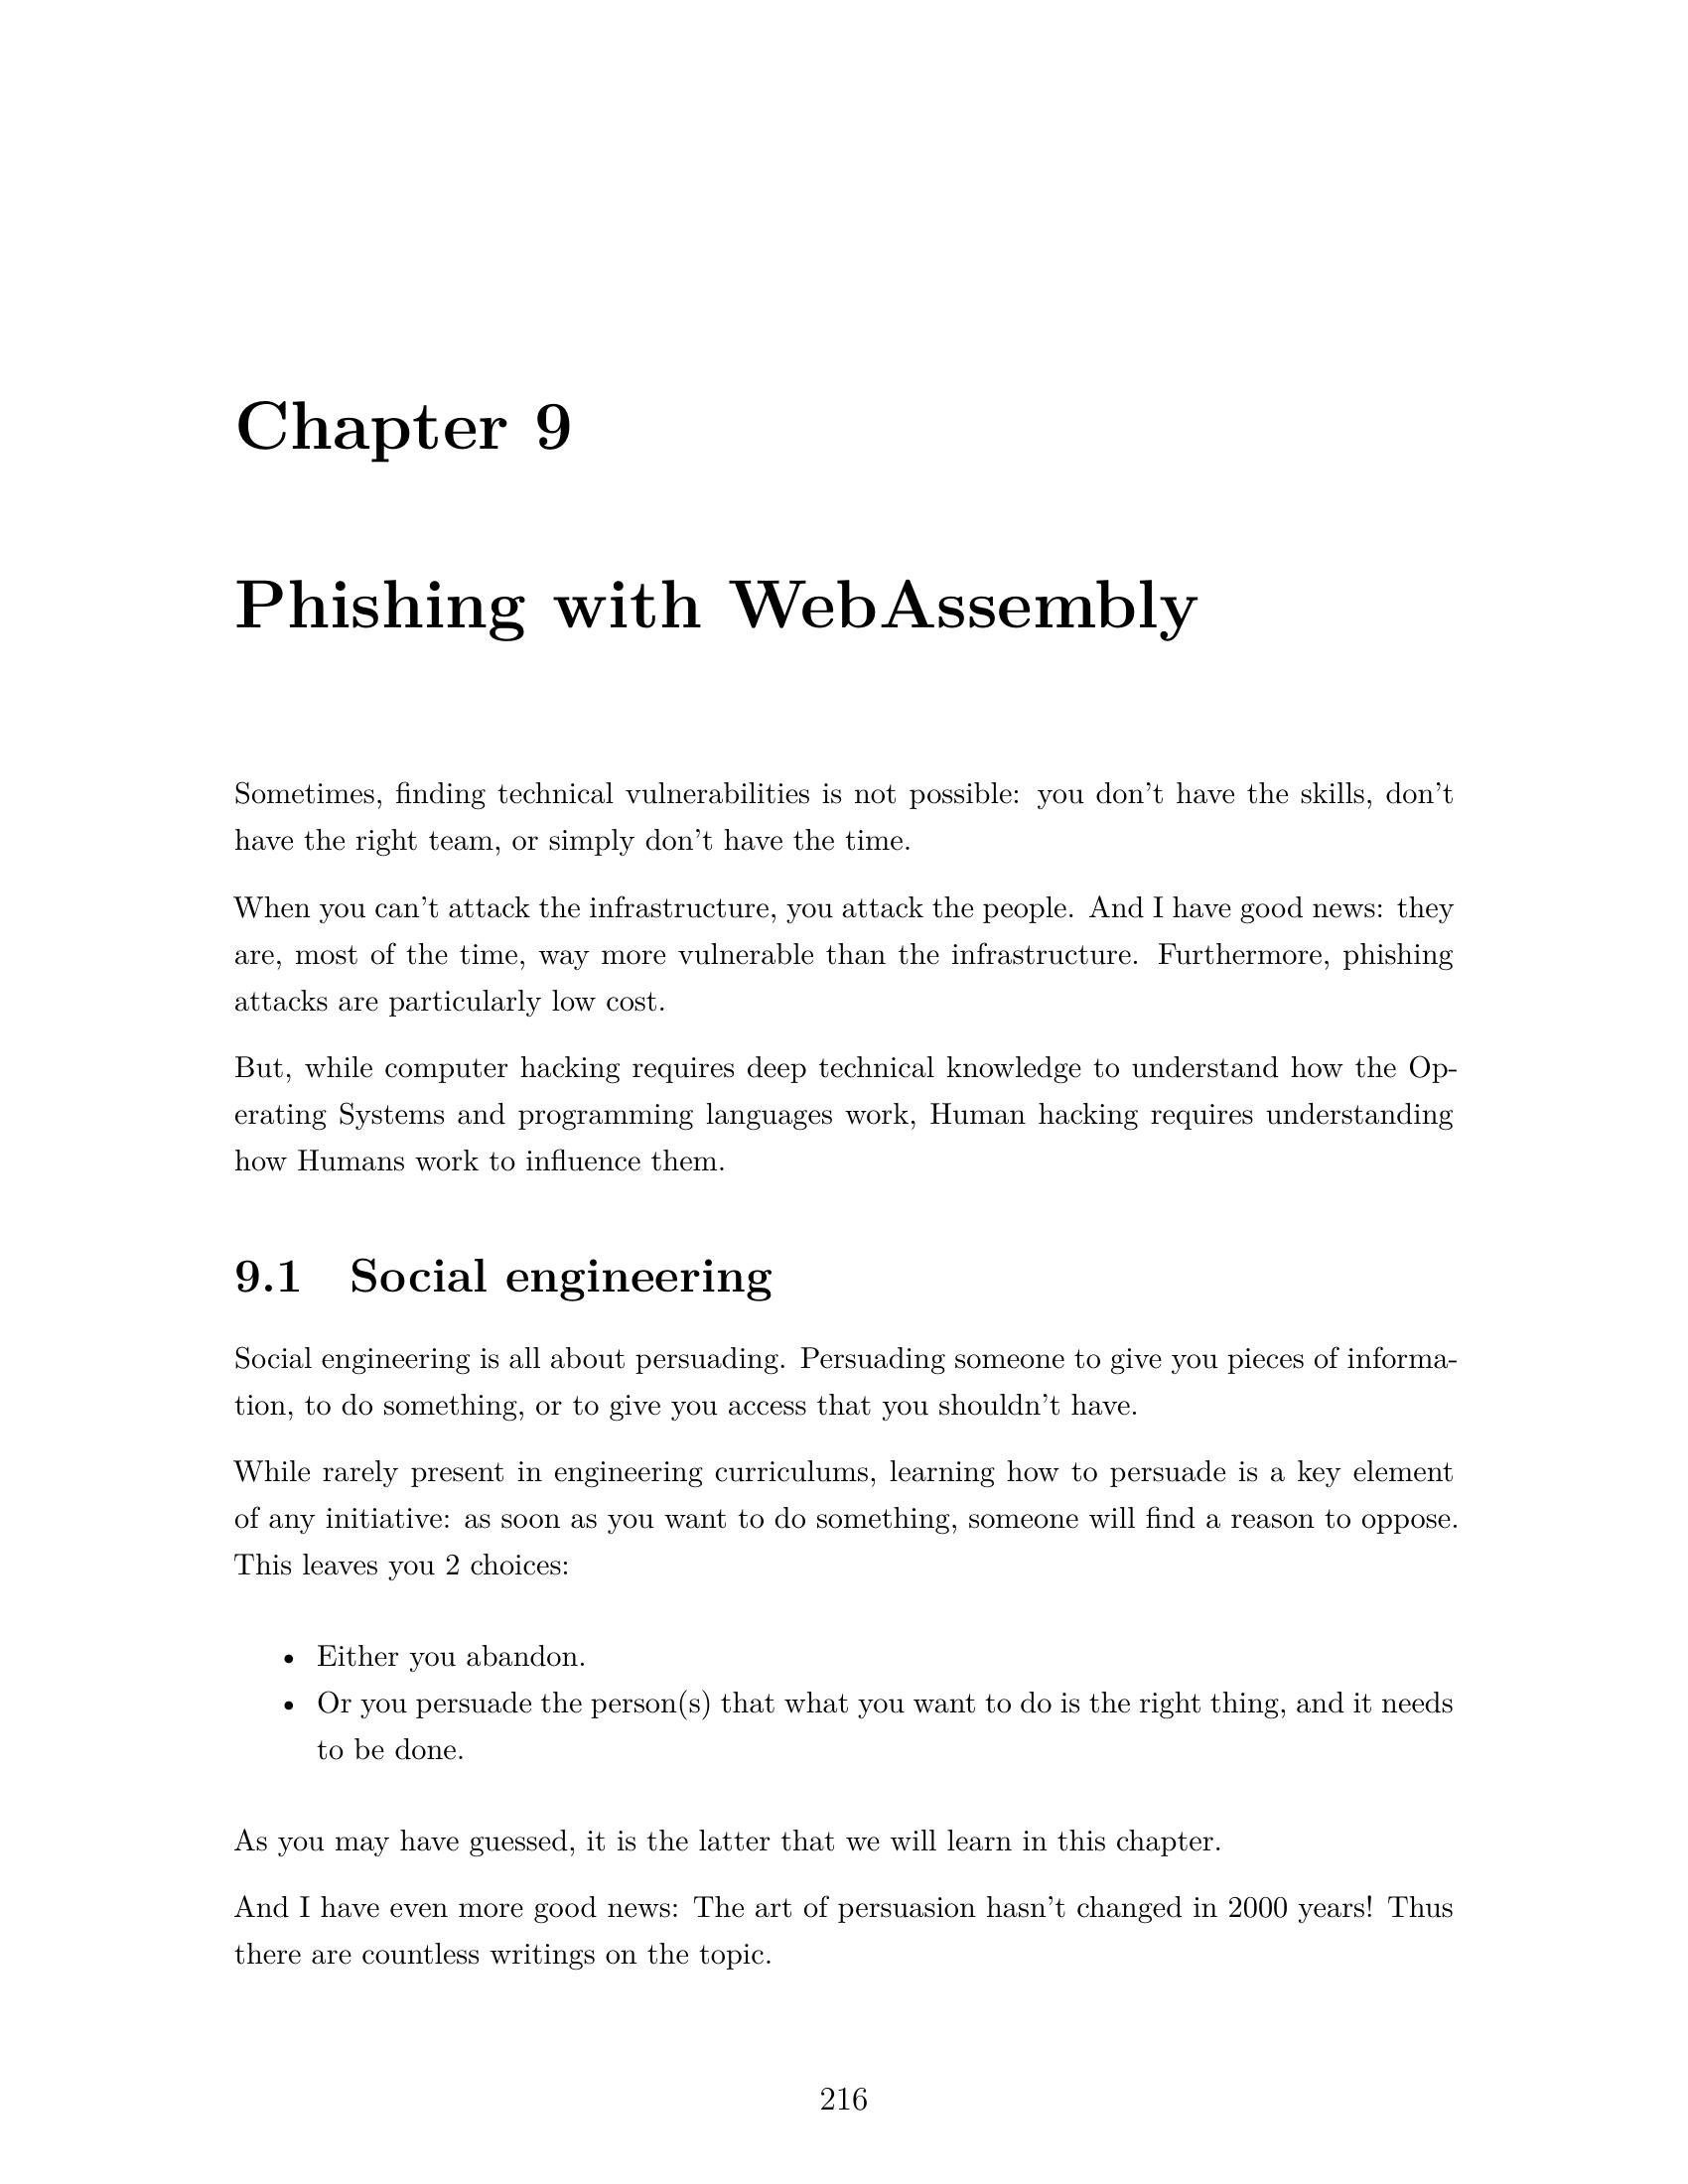 Chapter 9
Phishing with WebAssembly
Sometimes, finding technical vulnerabilities is not possible: you don't have the skills, don't
have the right team, or simply don't have the time.
When you can't attack the infrastructure, you attack the people. And I have good news: they
are, most of the time, way more vulnerable than the infrastructure. Furthermore, phishing
attacks are particularly low cost.
But, while computer hacking requires deep technical knowledge to understand how the Op-
erating Systems and programming languages work, Human hacking requires understanding
how Humans work to influence them.
9.1 Social engineering
Social engineering is all about persuading. Persuading someone to give you pieces of informa-
tion, to do something, or to give you access that you shouldn't have.
While rarely present in engineering curriculums, learning how to persuade is a key element
of any initiative: as soon as you want to do something, someone will find a reason to oppose.
This leaves you 2 choices:
• Either you abandon.
• Or you persuade the person(s) that what you want to do is the right thing, and it needs
to be done.
As you may have guessed, it is the latter that we will learn in this chapter.
And I have even more good news: The art of persuasion hasn't changed in 2000 years! Thus
there are countless writings on the topic.
216